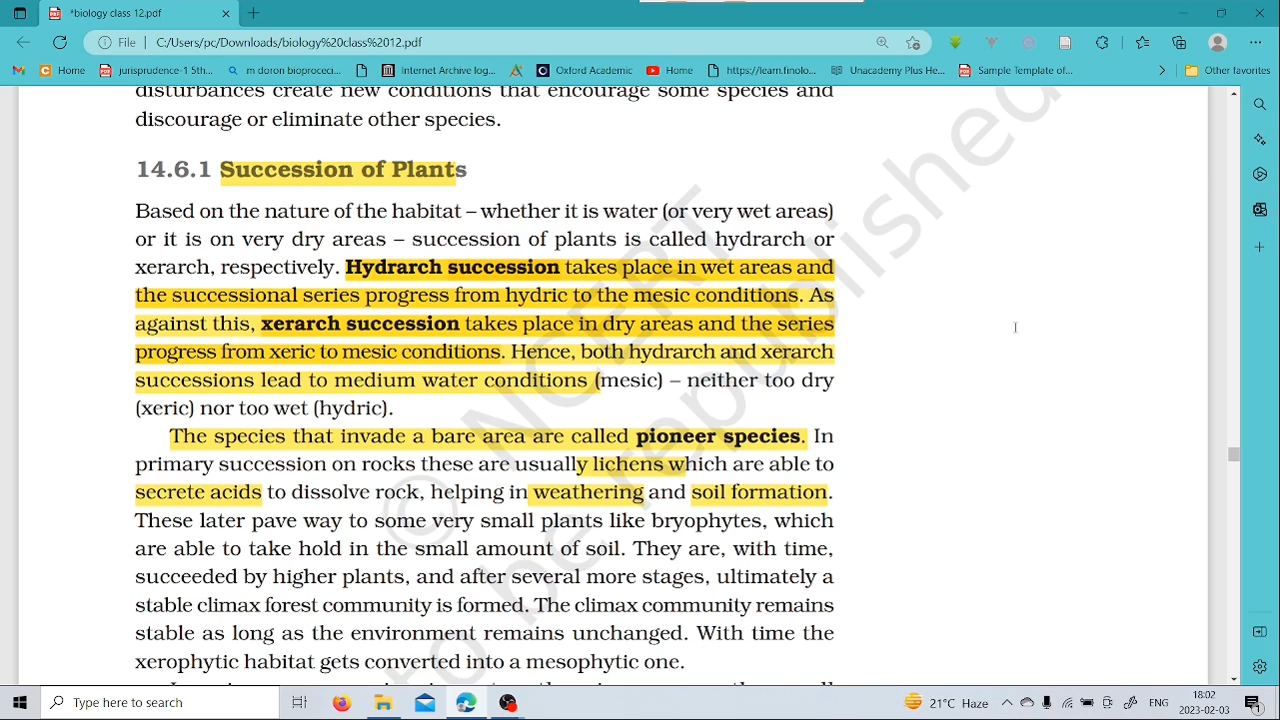 *biology class 12.pdf
File
C:/Users/pc/Downloads/biology%20class%2012.pdf
Home
jurisprudence-1 5th...
m doron bioproceci...
Internet Archive log...
Oxford Academic
Home
https://learn.finolo...
Unacademy Plus He...
Sample Template of...
Other favorites
disturbances create new conditions that encourage some species and
discourage or eliminate other species.
14.6.1 Succession of Plants
Based on the nature of the habitat – whether it is water (or very wet areas)
or it is on very dry areas – succession of plants is called hydrarch or
xerarch, respectively. Hydrarch succession takes place in wet areas and
the successional series progress from hydric to the mesic conditions. As
against this, xerarch succession takes place in dry areas and the series
progress from xeric to mesic conditions. Hence, both hydrarch and xerarch
successions lead to medium water conditions (mesic) – neither too dry
(xeric) nor too wet (hydric).
The species that invade a bare area are called pioneer species. In
primary succession on rocks these are usually lichens which are able to
secrete acids to dissolve rock, helping in weathering and soil formation.
These later pave way to some very small plants like bryophytes, which
are able to take hold in the small amount of soil. They are, with time,
succeeded by higher plants, and after several more stages, ultimately a
stable climax forest community is formed. The climax community remains
stable as long as the environment remains unchanged. With time the
xerophytic habitat gets converted into a mesophytic one.
© NCERT
to be republished
Type here to search
21°C Haze
18:02
2023-02-03